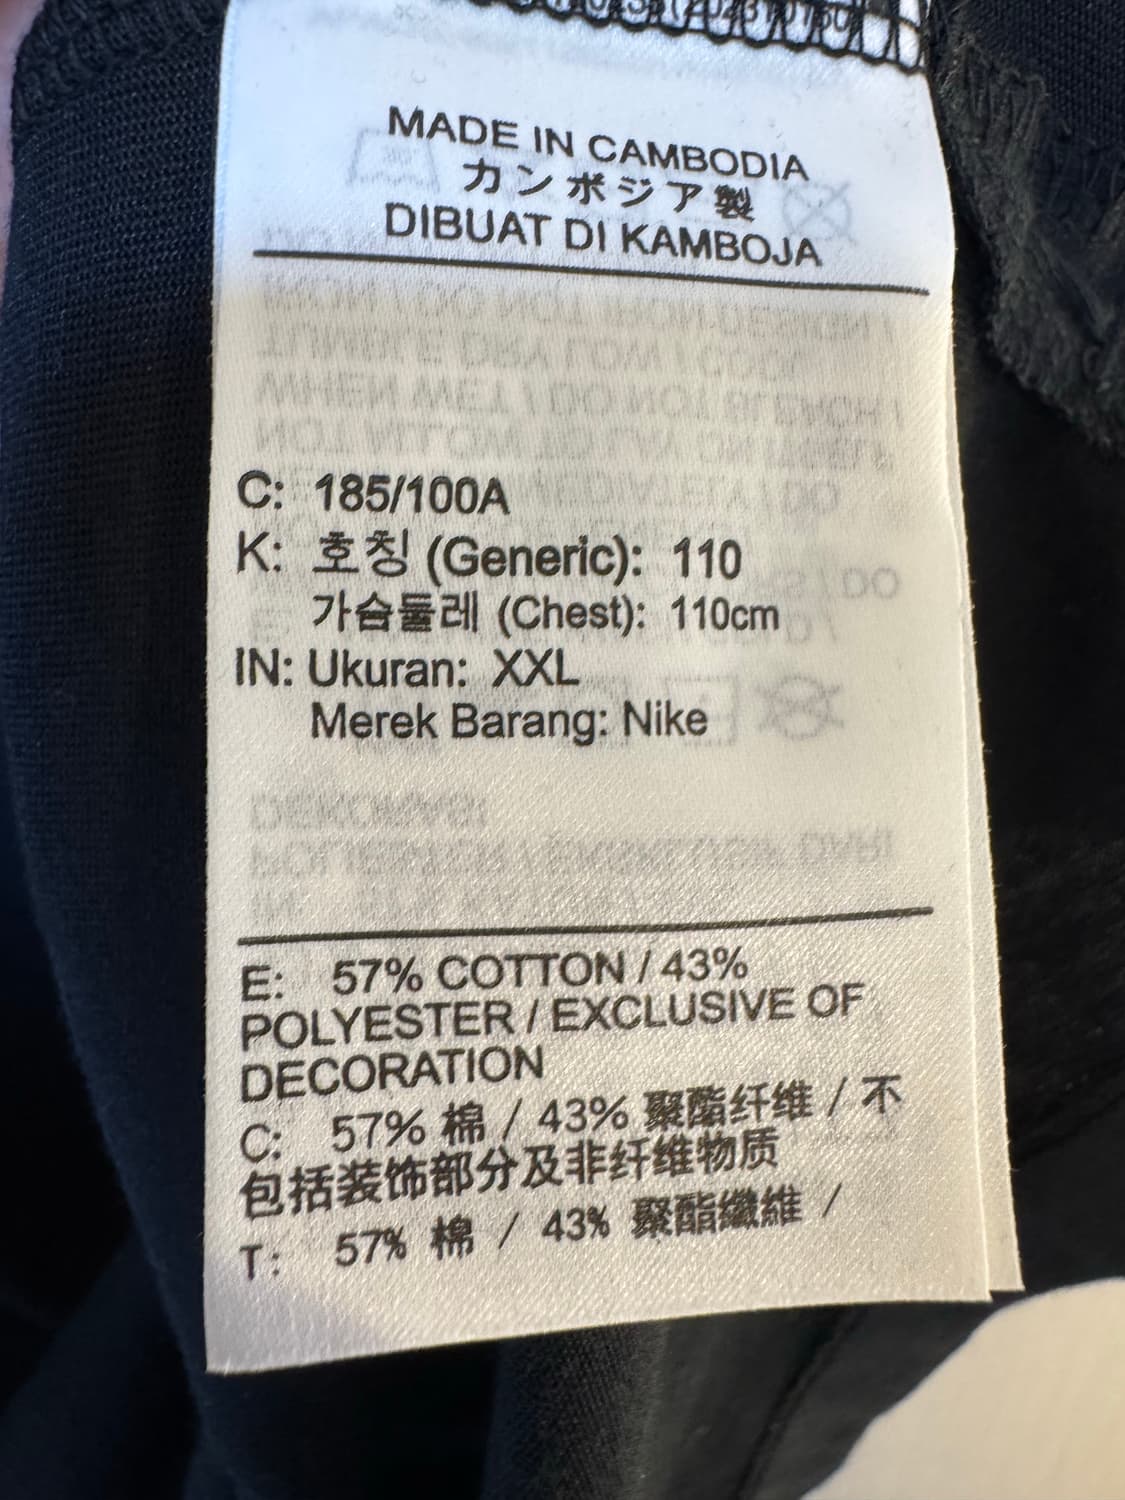 MADE IN CAMBODIA
カンボジア製
DIBUAT DI KAMBOJA
C: 185/100A
K: 호칭 (Generic): 110
가슴둘레 (Chest): 110cm
IN: Ukuran: XXL
Merek Barang: Nike
E: 57% COTTON / 43%
POLYESTER / EXCLUSIVE OF
DECORATION
C: 57% 棉 / 43% 聚酯纤维 / 不
包括装饰部分及非纤维物质
T: 57% 棉 / 43% 聚酯纖維 /